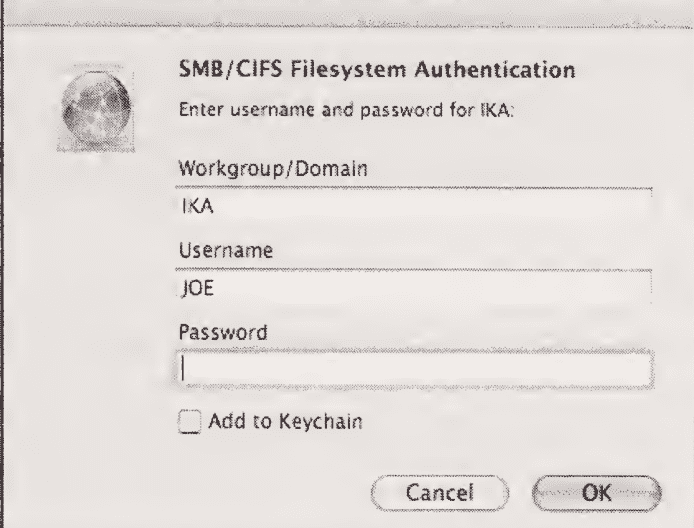 SMB/CIFS Filesystem Authentication
Enter username and password for IKA:
Workgroup/Domain
IKA
Username
JOE
Password
Add to Keychain
Cancel
OK